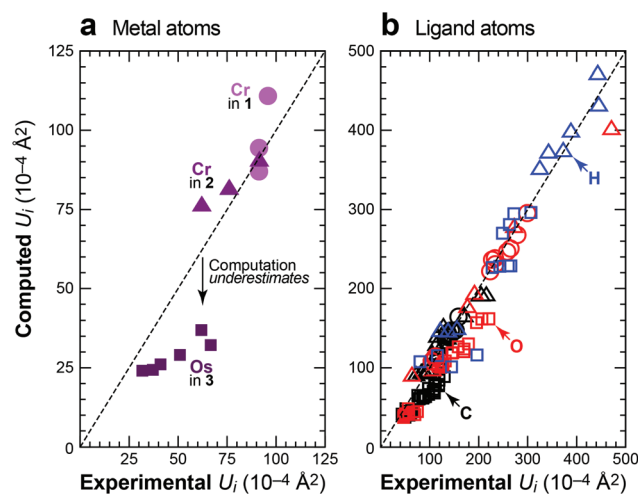 a Metal atoms
125
100
75
50
25
0
0
25
50
75
100
125
Computed Ui (10–4 Å2)
Experimental Ui (10–4 Å2)
Cr
in 1
Cr
in 2
Computation
underestimates
Os
in 3
b Ligand atoms
500
400
300
200
100
0
100
200
300
400
500
Experimental Ui (10–4 Å2)
H
O
C